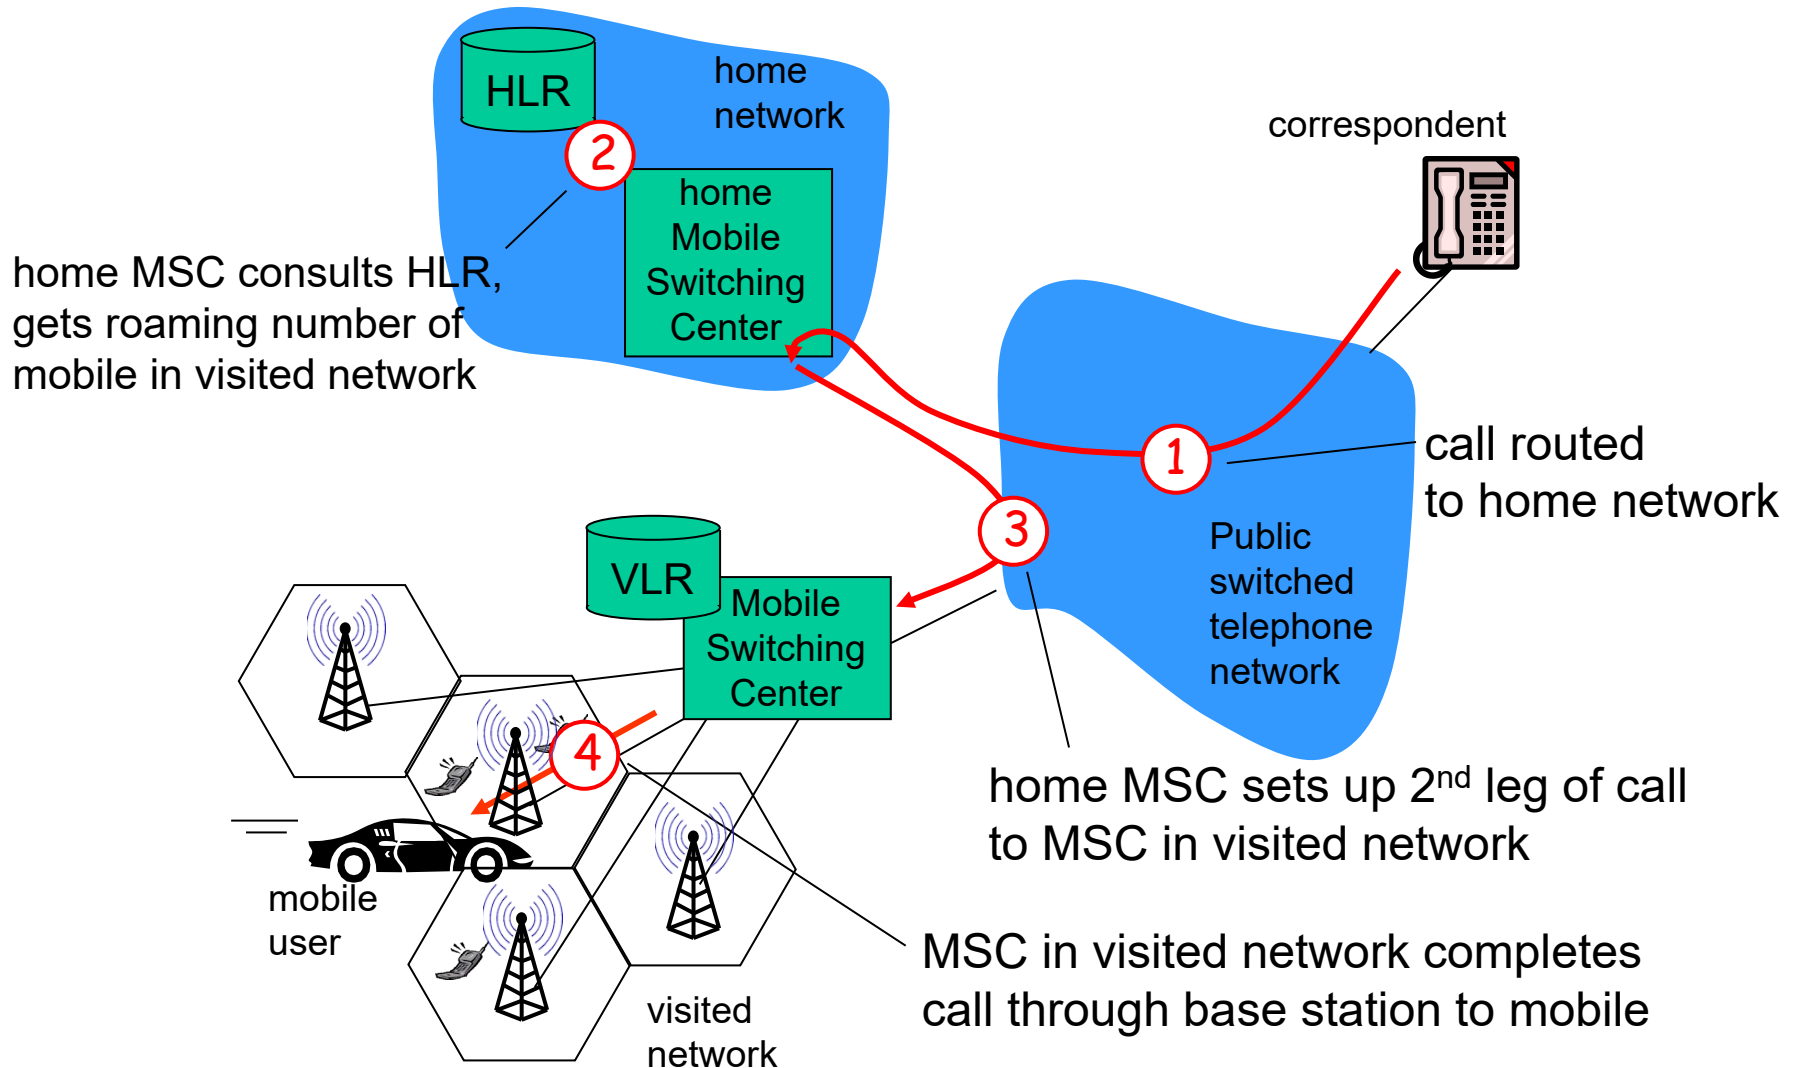 HLR
home
network
2
correspondent
home
Mobile
Switching
Center
home MSC consults HLR,
gets roaming number of
mobile in visited network
1
call routed
to home network
3
Public
switched
telephone
network
VLR
Mobile
Switching
Center
4
home MSC sets up 2nd leg of call
to MSC in visited network
mobile
user
MSC in visited network completes
call through base station to mobile
visited
network